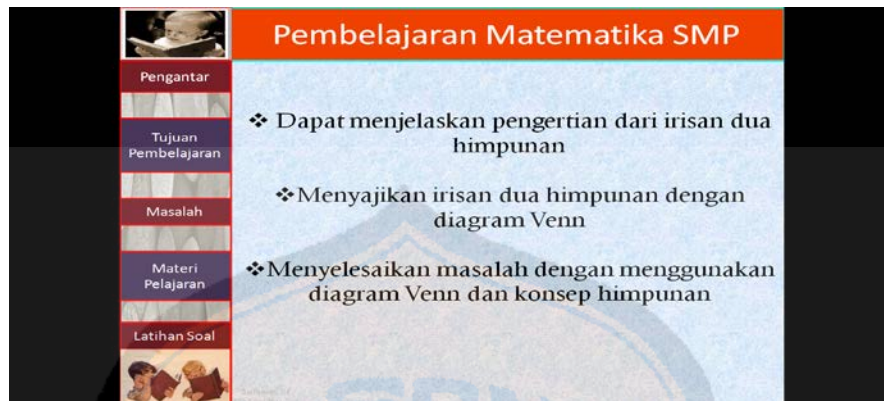 Pembelajaran Matematika SMP
Pengantar
Tujuan
Pembelajaran
Masalah
Materi
Pelajaran
Latihan Soal
❖ Dapat menjelaskan pengertian dari irisan dua
himpunan
❖Menyajikan irisan dua himpunan dengan
diagram Venn
❖Menyelesaikan masalah dengan menggunakan
diagram Venn dan konsep himpunan